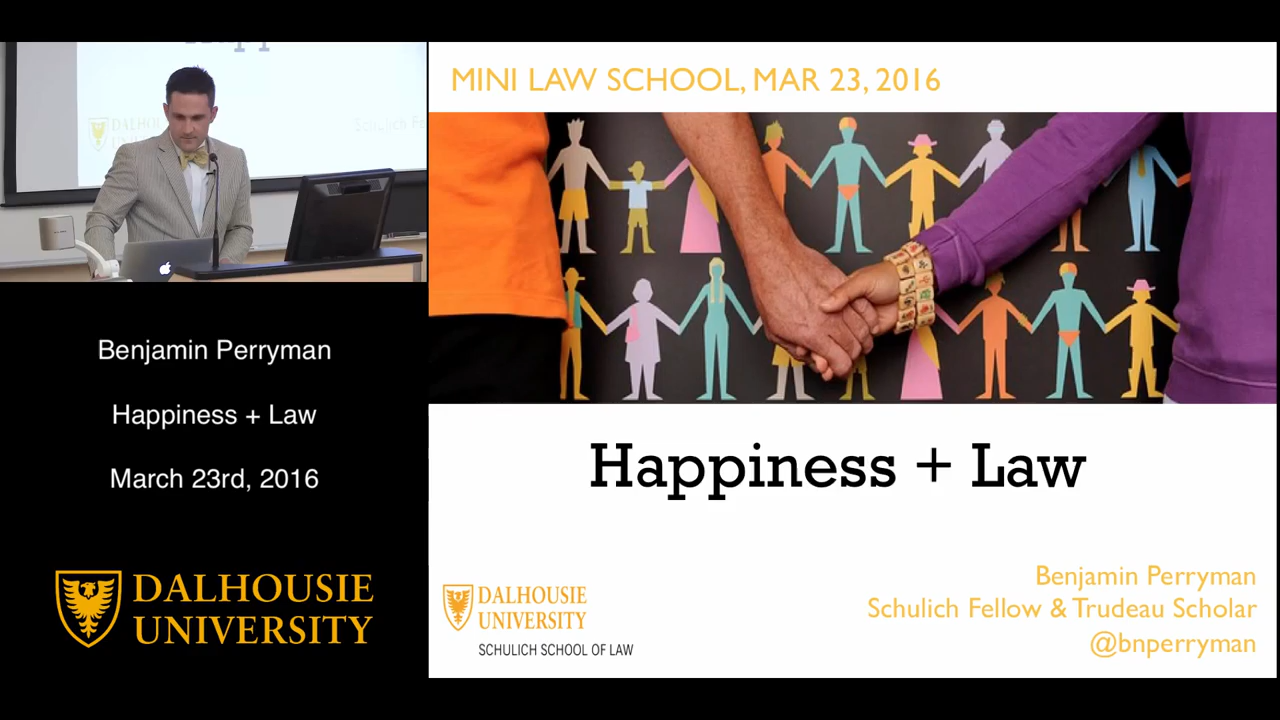 DALHOUSIE
Benjamin Perryman
Happiness + Law
March 23rd, 2016
DALHOUSIE
UNIVERSITY
MINI LAW SCHOOL, MAR 23, 2016
Happiness + Law
DALHOUSIE
UNIVERSITY
SCHULICH SCHOOL OF LAW
Benjamin Perryman
Schulich Fellow & Trudeau Scholar
@bnperryman